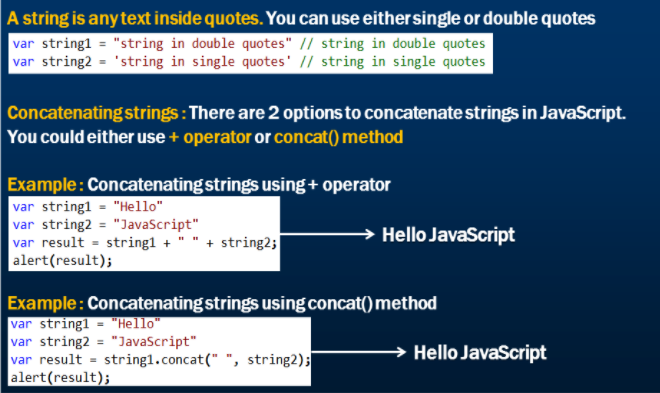 A string is any text inside quotes. You can use either single or double quotes
var string1 = "string in double quotes" // string in double quotes
var string2 = 'string in single quotes' // string in single quotes
Concatenating strings : There are 2 options to concatenate strings in JavaScript.
You could either use + operator or concat() method
Example : Concatenating strings using + operator
var string1 = "Hello"
var string2 = "JavaScript"
var result = string1 + " " + string2;
alert(result);
Hello JavaScript
Example : Concatenating strings using concat() method
var string1 = "Hello"
var string2 = "JavaScript"
var result = string1.concat(" ", string2);
alert(result);
Hello JavaScript